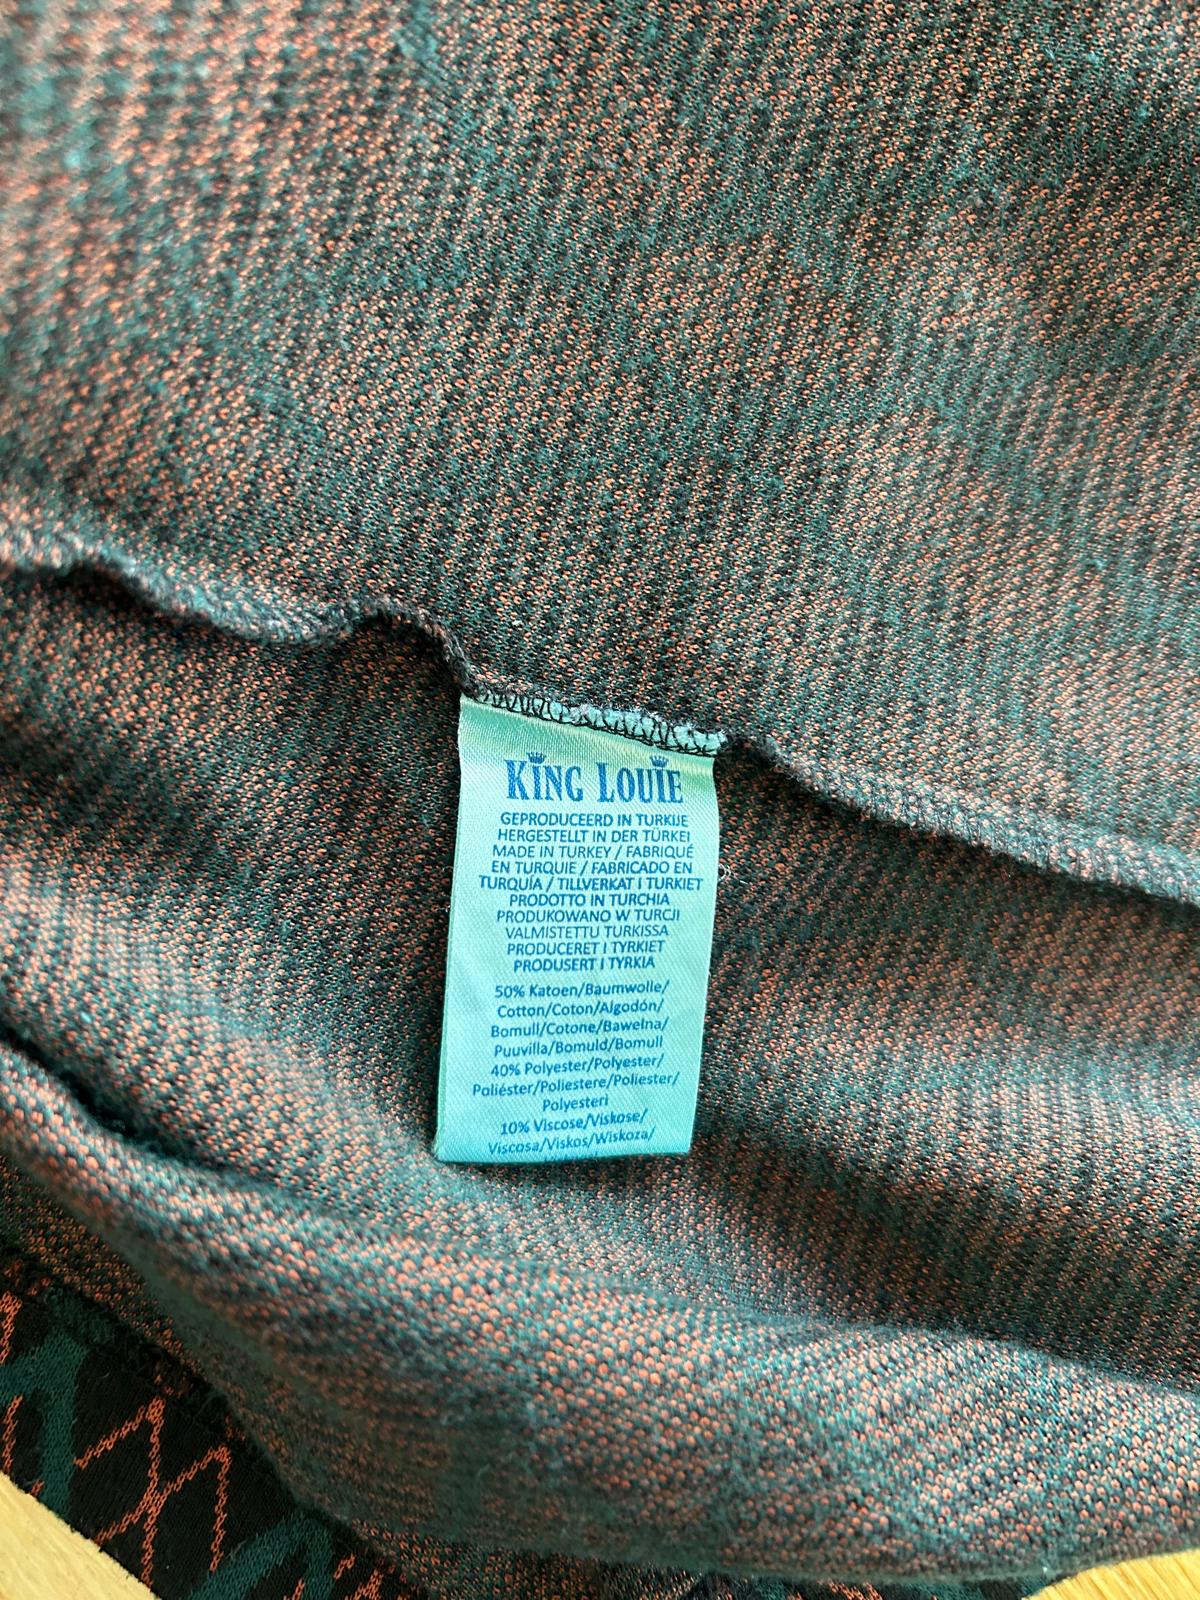 KING LOUIE
GEPRODUCEERD IN TURKIJE
HERGESTELLT IN DER TÜRKEI
MADE IN TURKEY / FABRIQUÉ
EN TURQUIE / FABRICADO EN
TURQUÍA / TILLVERKAT I TURKIET
PRODOTTO IN TURCHIA
PRODUKOWANO W TURCJI
VALMISTETTU TURKISSA
PRODUCERET I TYRKIET
PRODUSERT I TYRKIA
50% Katoen/Baumwolle/
Cotton/Coton/Algodón/
Bomull/Cotone/Bawełna/
Puuvilla/Bomuld/Bomull
40% Polyester/Polyester/
Poliéster/Poliestere/Poliester/
Polyesteri
10% Viscose/Viskose/
Viscosa/Viskos/Wiskoza/